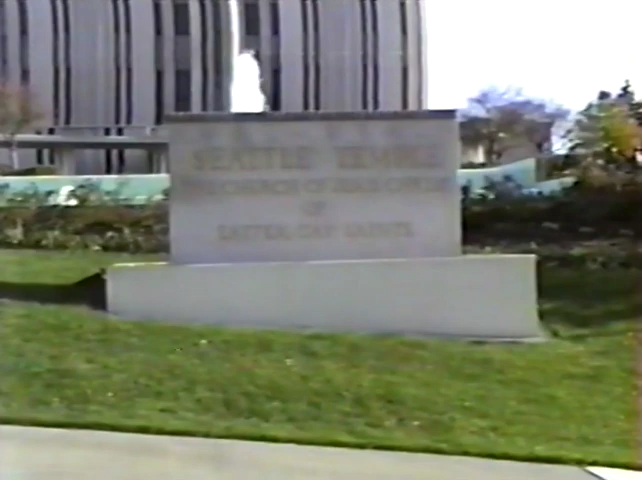 SEATTLE TEMPLE
THE CHURCH OF JESUS CHRIST
OF
LATTER-DAY SAINTS